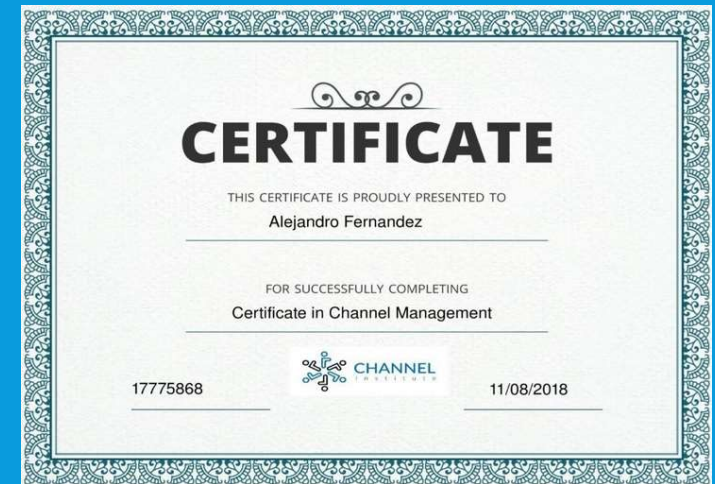 CERTIFICATE
THIS CERTIFICATE IS PROUDLY PRESENTED TO
Alejandro Fernandez
FOR SUCCESSFULLY COMPLETING
Certificate in Channel Management
CHANNEL
Institute
17775868
11/08/2018